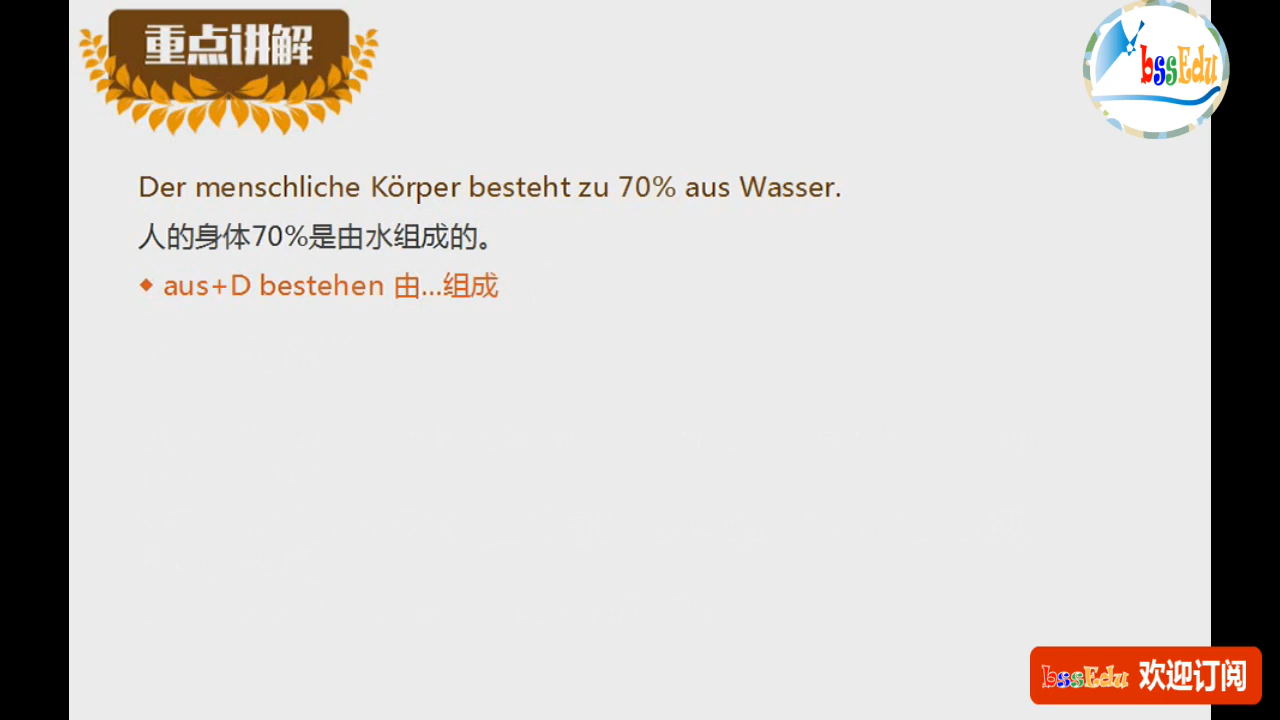 重点讲解
bssEdu
Der menschliche Körper besteht zu 70% aus Wasser.
人的身体70%是由水组成的。
◆ aus+D bestehen 由...组成
bssEdu 欢迎订阅